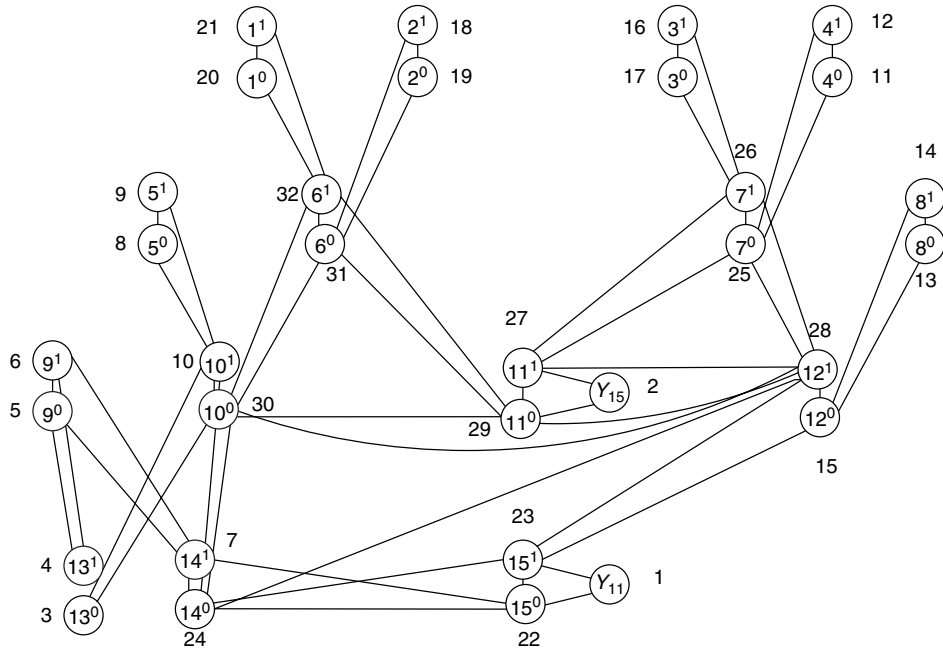 21 1¹ 2¹ 18 16 3¹ 4¹ 12
20 1⁰ 2⁰ 19 17 3⁰ 4⁰ 11
26 14
9 5¹ 32 6¹ 7¹ 8¹
8 5⁰ 6⁰ 7⁰ 8⁰
31 25 13
27 28
6 9¹ 10 10¹ 11¹ 12¹
Y₁₅ 2
5 9⁰ 10⁰ 30 29 11⁰ 12⁰
15
23
7
4 13¹ 14¹ 15¹
Y₁₁ 1
3 13⁰ 14⁰ 15⁰
24 22